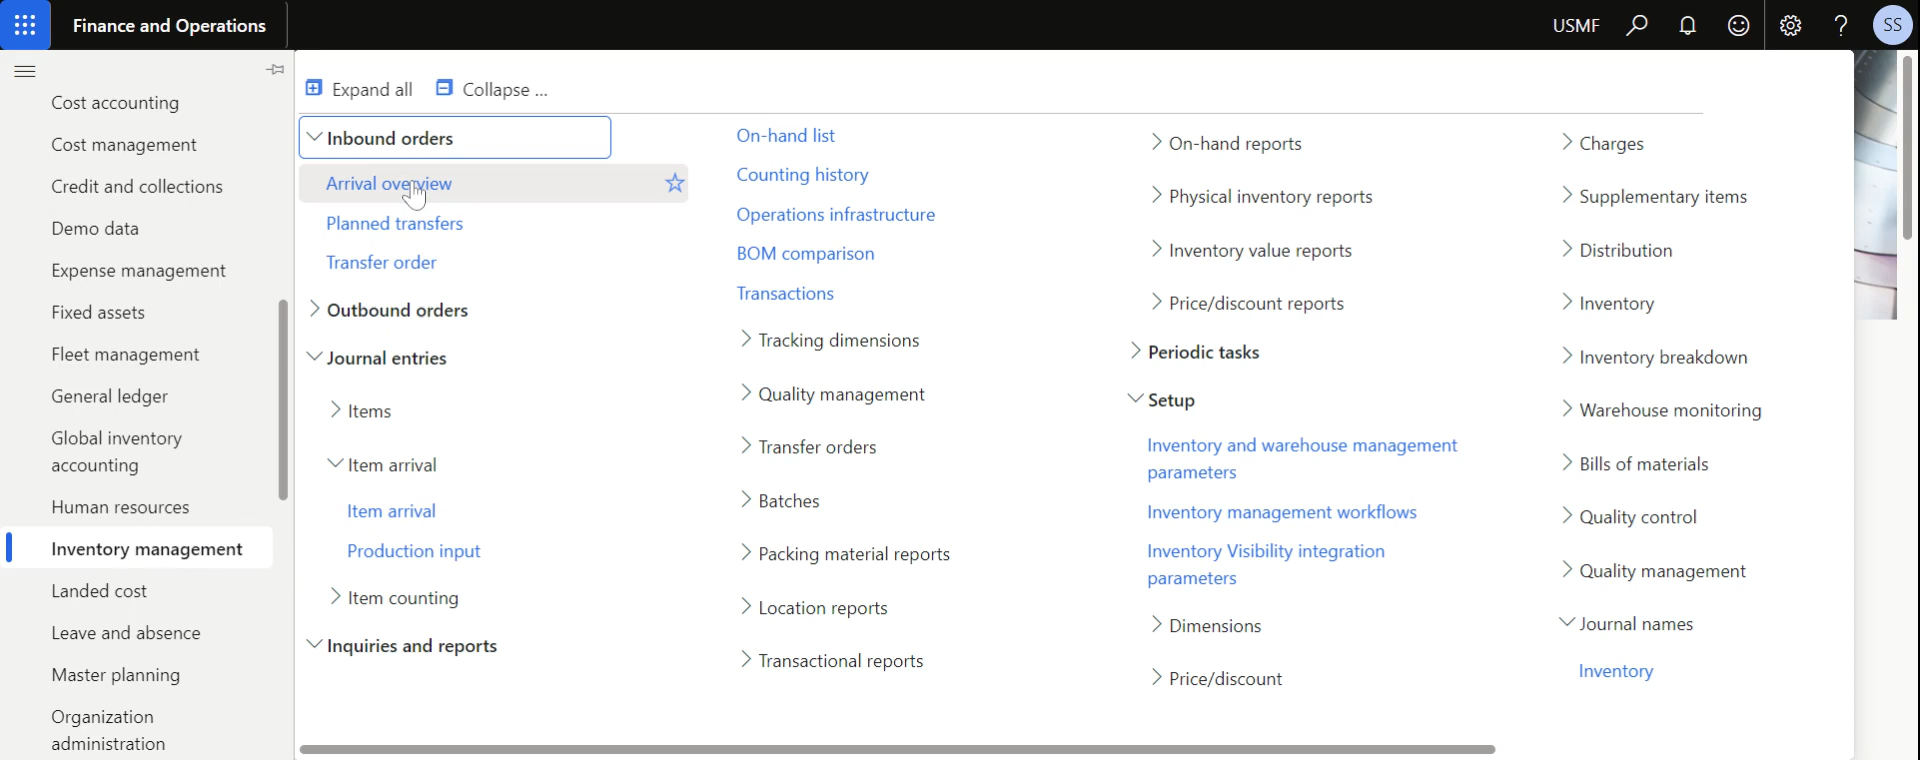 Finance and Operations
USMF
SS
Cost accounting
Cost management
Credit and collections
Demo data
Expense management
Fixed assets
Fleet management
General ledger
Global inventory
accounting
Human resources
Inventory management
Landed cost
Leave and absence
Master planning
Organization
administration
Expand all
Collapse ...
Inbound orders
Arrival overview
Planned transfers
Transfer order
Outbound orders
Journal entries
Items
Item arrival
Item arrival
Production input
Item counting
Inquiries and reports
On-hand list
Counting history
Operations infrastructure
BOM comparison
Transactions
Tracking dimensions
Quality management
Transfer orders
Batches
Packing material reports
Location reports
Transactional reports
On-hand reports
Physical inventory reports
Inventory value reports
Price/discount reports
Periodic tasks
Setup
Inventory and warehouse management
parameters
Inventory management workflows
Inventory Visibility integration
parameters
Dimensions
Price/discount
Charges
Supplementary items
Distribution
Inventory
Inventory breakdown
Warehouse monitoring
Bills of materials
Quality control
Quality management
Journal names
Inventory